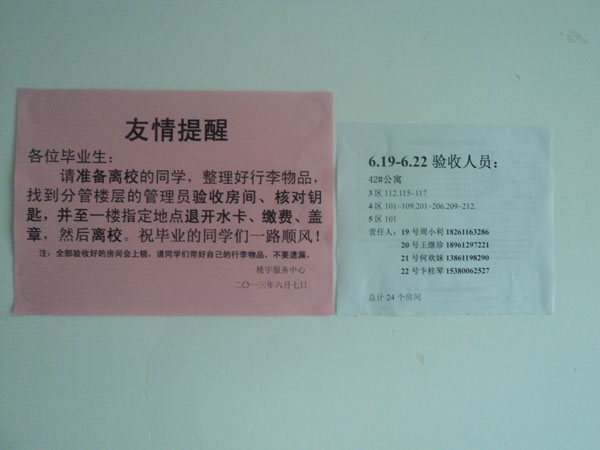 友情提醒
各位毕业生：
请准备离校的同学，整理好行李物品，
找到分管楼层的管理员验收房间、核对钥
匙，并至一楼指定地点退开水卡、缴费、盖
章，然后离校。祝毕业的同学们一路顺风！
注：全部验收好的房间会上锁，请同学们带好自己的行李物品，不要遗漏。
楼宇服务中心
二〇一三年六月七日
6.19-6.22 验收人员：
42#公寓
3 区 112.115-117
4 区 101-109.201-206.209-212.
5 区 101
责任人：19 号周小利 18261163286
20 号王继珍 18961297221
21 号何欢妹 13861198290
22 号卞桂琴 15380062527
总计 24 个房间